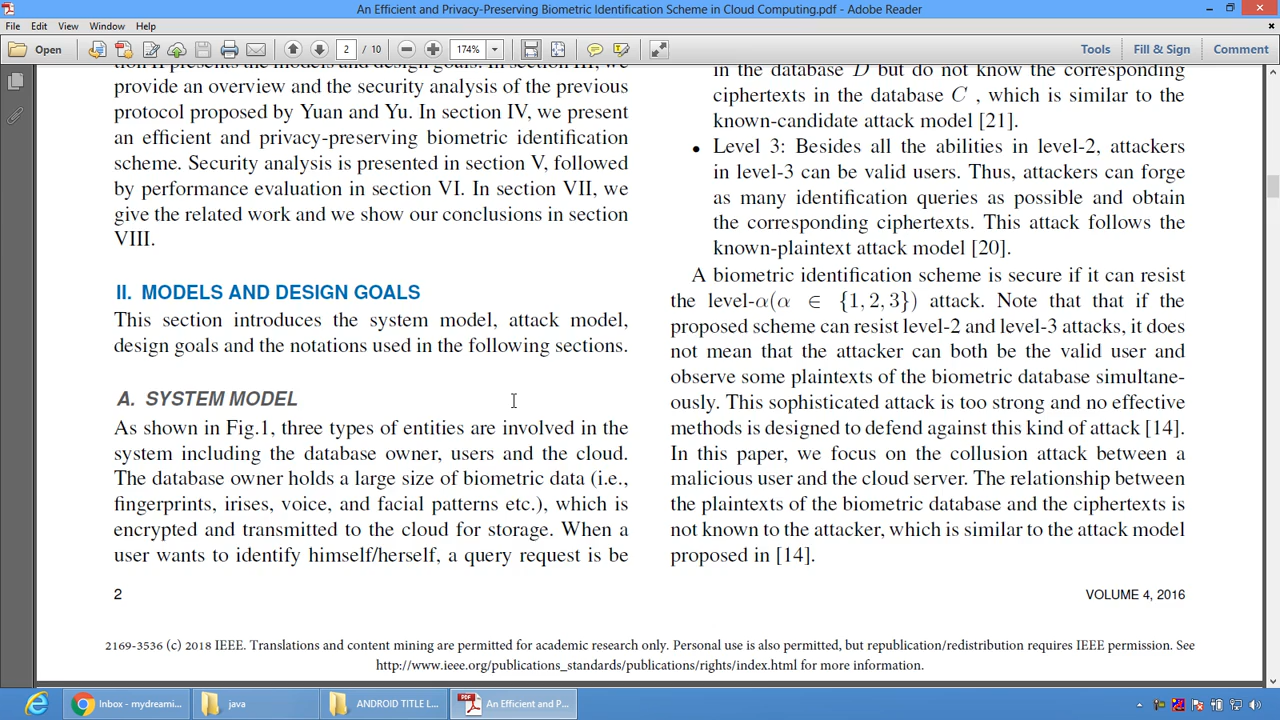 An Efficient and Privacy-Preserving Biometric Identification Scheme in Cloud Computing.pdf - Adobe Reader
File Edit View Window Help
Open 2 / 10 174% Tools Fill & Sign Comment
tion II presents the models and design goals. In section III, we
provide an overview and the security analysis of the previous
protocol proposed by Yuan and Yu. In section IV, we present
an efficient and privacy-preserving biometric identification
scheme. Security analysis is presented in section V, followed
by performance evaluation in section VI. In section VII, we
give the related work and we show our conclusions in section
VIII.
II. MODELS AND DESIGN GOALS
This section introduces the system model, attack model,
design goals and the notations used in the following sections.
A. SYSTEM MODEL
As shown in Fig.1, three types of entities are involved in the
system including the database owner, users and the cloud.
The database owner holds a large size of biometric data (i.e.,
fingerprints, irises, voice, and facial patterns etc.), which is
encrypted and transmitted to the cloud for storage. When a
user wants to identify himself/herself, a query request is be
in the database D but do not know the corresponding
ciphertexts in the database C , which is similar to the
known-candidate attack model [21].
• Level 3: Besides all the abilities in level-2, attackers
in level-3 can be valid users. Thus, attackers can forge
as many identification queries as possible and obtain
the corresponding ciphertexts. This attack follows the
known-plaintext attack model [20].
A biometric identification scheme is secure if it can resist
the level-α(α ∈ {1, 2, 3}) attack. Note that that if the
proposed scheme can resist level-2 and level-3 attacks, it does
not mean that the attacker can both be the valid user and
observe some plaintexts of the biometric database simultane-
ously. This sophisticated attack is too strong and no effective
methods is designed to defend against this kind of attack [14].
In this paper, we focus on the collusion attack between a
malicious user and the cloud server. The relationship between
the plaintexts of the biometric database and the ciphertexts is
not known to the attacker, which is similar to the attack model
proposed in [14].
2 VOLUME 4, 2016
2169-3536 (c) 2018 IEEE. Translations and content mining are permitted for academic research only. Personal use is also permitted, but republication/redistribution requires IEEE permission. See
http://www.ieee.org/publications_standards/publications/rights/index.html for more information.
Inbox - mydreami... java ANDROID TITLE L... An Efficient and P...